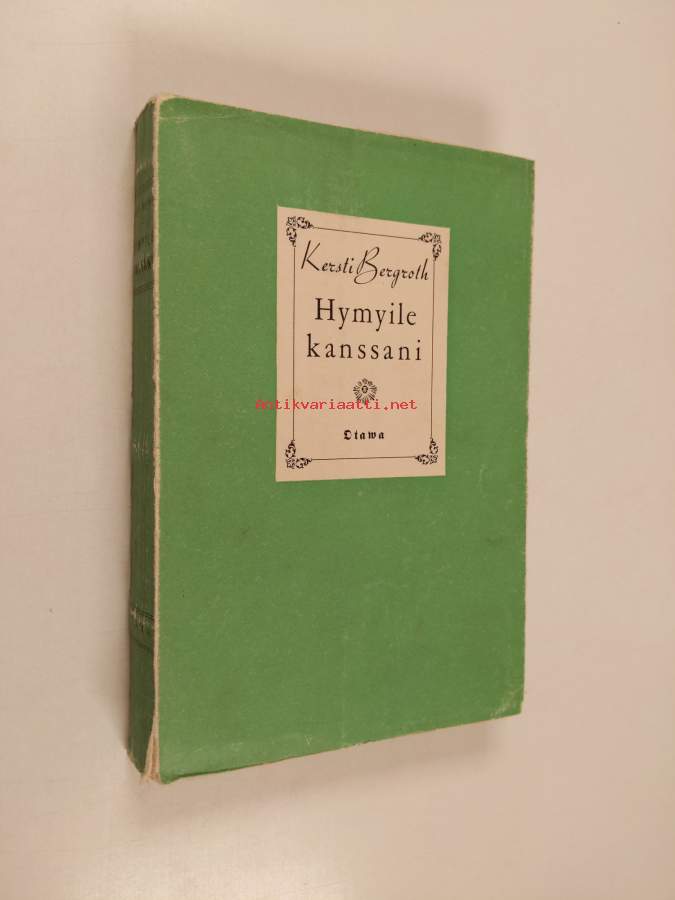 Kersti Bergroth
Hymyile
kanssani
antikvariaatti.net
Otawa